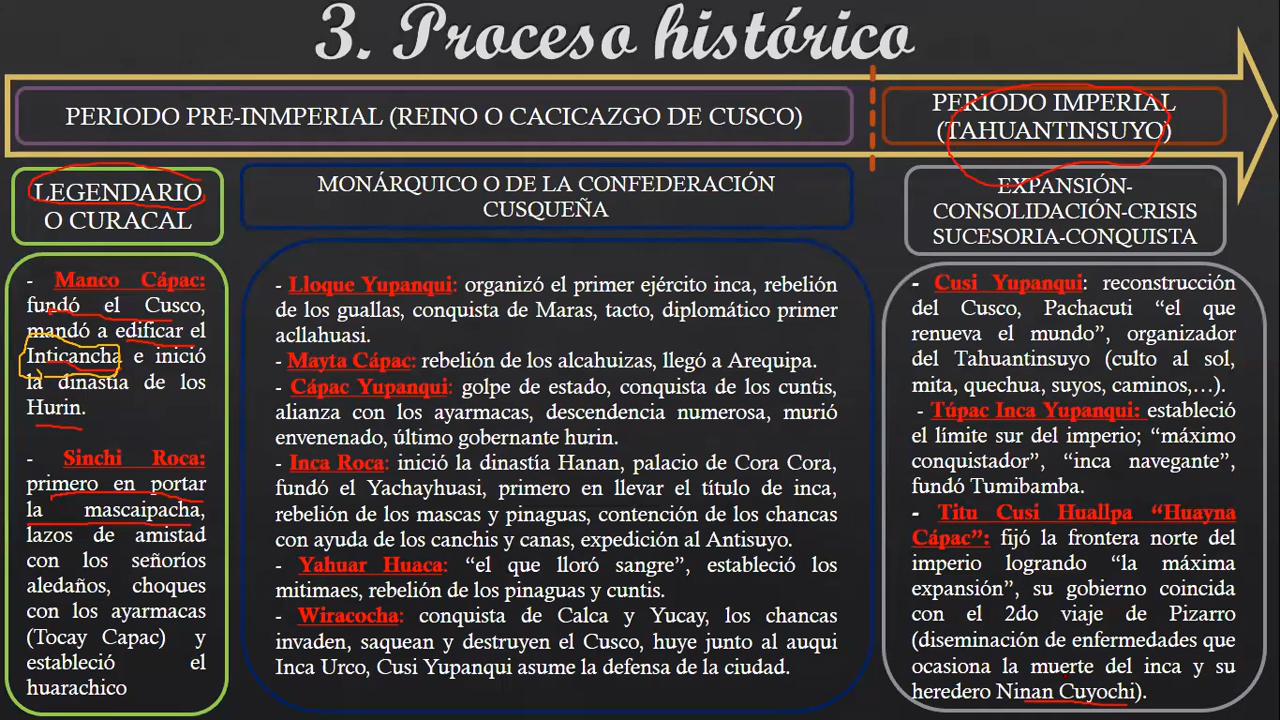 3. Proceso histórico
PERIODO PRE-INMPERIAL (REINO O CACICAZGO DE CUSCO)
PERIODO IMPERIAL
(TAHUANTINSUYO)
LEGENDARIO
O CURACAL
MONÁRQUICO O DE LA CONFEDERACIÓN
CUSQUEÑA
EXPANSIÓN-
CONSOLIDACIÓN-CRISIS
SUCESORIA-CONQUISTA
- Manco Cápac:
fundó el Cusco,
mandó a edificar el
Inticancha e inició
la dinastía de los
Hurin.
- Sinchi Roca:
primero en portar
la mascaipacha,
lazos de amistad
con los señoríos
aledaños, choques
con los ayarmacas
(Tocay Capac) y
estableció el
huarachico
- Lloque Yupanqui: organizó el primer ejército inca, rebelión
de los guallas, conquista de Maras, tacto, diplomático primer
acllahuasi.
- Mayta Cápac: rebelión de los alcahuizas, llegó a Arequipa.
- Cápac Yupanqui: golpe de estado, conquista de los cuntis,
alianza con los ayarmacas, descendencia numerosa, murió
envenenado, último gobernante hurin.
- Inca Roca: inició la dinastía Hanan, palacio de Cora Cora,
fundó el Yachayhuasi, primero en llevar el título de inca,
rebelión de los mascas y pinaguas, contención de los chancas
con ayuda de los canchis y canas, expedición al Antisuyo.
- Yahuar Huaca: “el que lloró sangre”, estableció los
mitimaes, rebelión de los pinaguas y cuntis.
- Wiracocha: conquista de Calca y Yucay, los chancas
invaden, saquean y destruyen el Cusco, huye junto al auqui
Inca Urco, Cusi Yupanqui asume la defensa de la ciudad.
- Cusi Yupanqui: reconstrucción
del Cusco, Pachacuti “el que
renueva el mundo”, organizador
del Tahuantinsuyo (culto al sol,
mita, quechua, suyos, caminos,…).
- Túpac Inca Yupanqui: estableció
el límite sur del imperio; “máximo
conquistador”, “inca navegante”,
fundó Tumibamba.
- Titu Cusi Huallpa “Huayna
Cápac”: fijó la frontera norte del
imperio logrando “la máxima
expansión”, su gobierno coincida
con el 2do viaje de Pizarro
(diseminación de enfermedades que
ocasiona la muerte del inca y su
heredero Ninan Cuyochi).